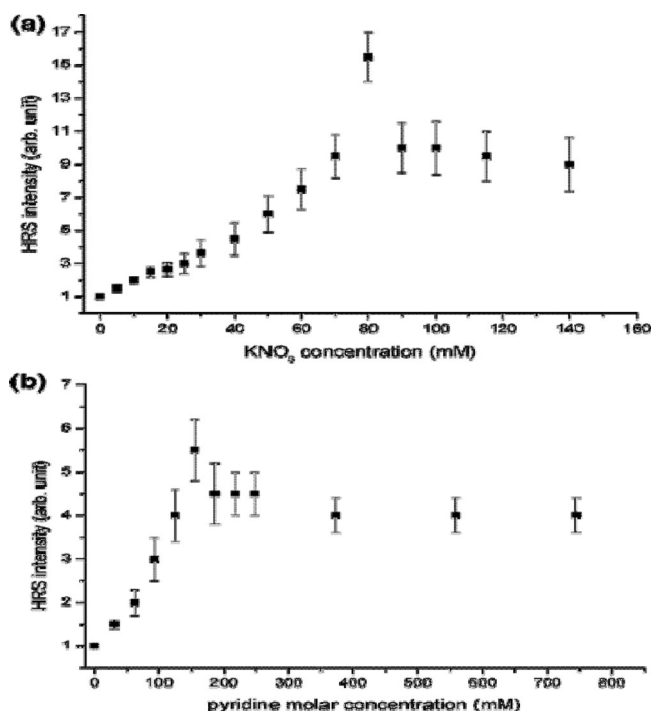 (a)
17
15
13
11
9
7
5
3
1
HRS intensity (arb. unit)
0 20 40 60 80 100 120 140 160
KNO₃ concentration (mM)
(b)
7
6
5
4
3
2
1
HRS intensity (arb. unit)
0 100 200 300 400 500 600 700 800
pyridine molar concentration (mM)